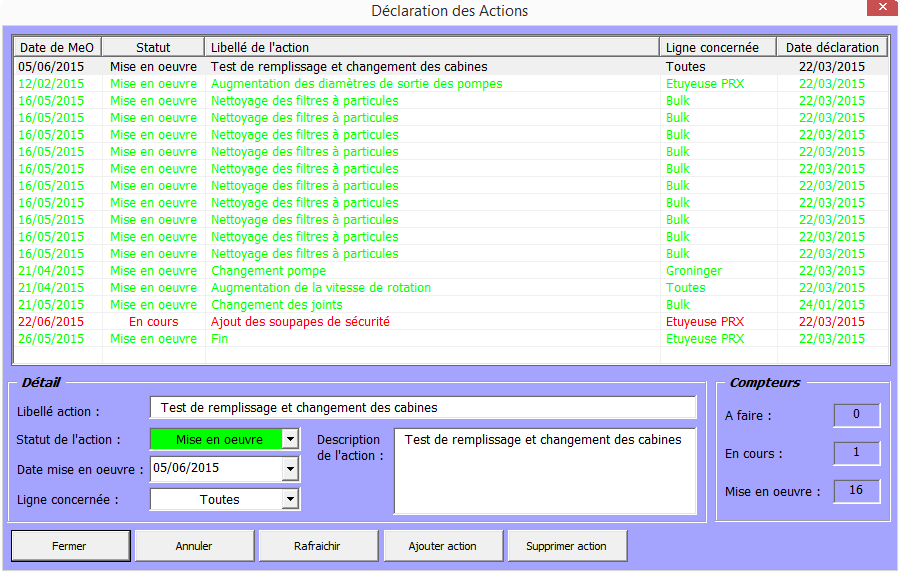 Déclaration des Actions
Date de MeO Statut Libellé de l'action Ligne concernée Date déclaration
05/06/2015 Mise en oeuvre Test de remplissage et changement des cabines Toutes 22/03/2015
12/02/2015 Mise en oeuvre Augmentation des diamètres de sortie des pompes Etuyeuse PRX 22/03/2015
16/05/2015 Mise en oeuvre Nettoyage des filtres à particules Bulk 22/03/2015
16/05/2015 Mise en oeuvre Nettoyage des filtres à particules Bulk 22/03/2015
16/05/2015 Mise en oeuvre Nettoyage des filtres à particules Bulk 22/03/2015
16/05/2015 Mise en oeuvre Nettoyage des filtres à particules Bulk 22/03/2015
16/05/2015 Mise en oeuvre Nettoyage des filtres à particules Bulk 22/03/2015
16/05/2015 Mise en oeuvre Nettoyage des filtres à particules Bulk 22/03/2015
16/05/2015 Mise en oeuvre Nettoyage des filtres à particules Bulk 22/03/2015
16/05/2015 Mise en oeuvre Nettoyage des filtres à particules Bulk 22/03/2015
16/05/2015 Mise en oeuvre Nettoyage des filtres à particules Bulk 22/03/2015
16/05/2015 Mise en oeuvre Nettoyage des filtres à particules Bulk 22/03/2015
21/04/2015 Mise en oeuvre Changement pompe Groninger 22/03/2015
21/04/2015 Mise en oeuvre Augmentation de la vitesse de rotation Toutes 22/03/2015
21/05/2015 Mise en oeuvre Changement des joints Bulk 24/01/2015
22/06/2015 En cours Ajout des soupapes de sécurité Etuyeuse PRX 22/03/2015
26/05/2015 Mise en oeuvre Fin Etuyeuse PRX 22/03/2015
Détail
Libellé action : Test de remplissage et changement des cabines
Statut de l'action : Mise en oeuvre
Date mise en oeuvre : 05/06/2015
Ligne concernée : Toutes
Description
de l'action :
Test de remplissage et changement des cabines
Compteurs
A faire : 0
En cours : 1
Mise en oeuvre : 16
Fermer Annuler Rafraichir Ajouter action Supprimer action